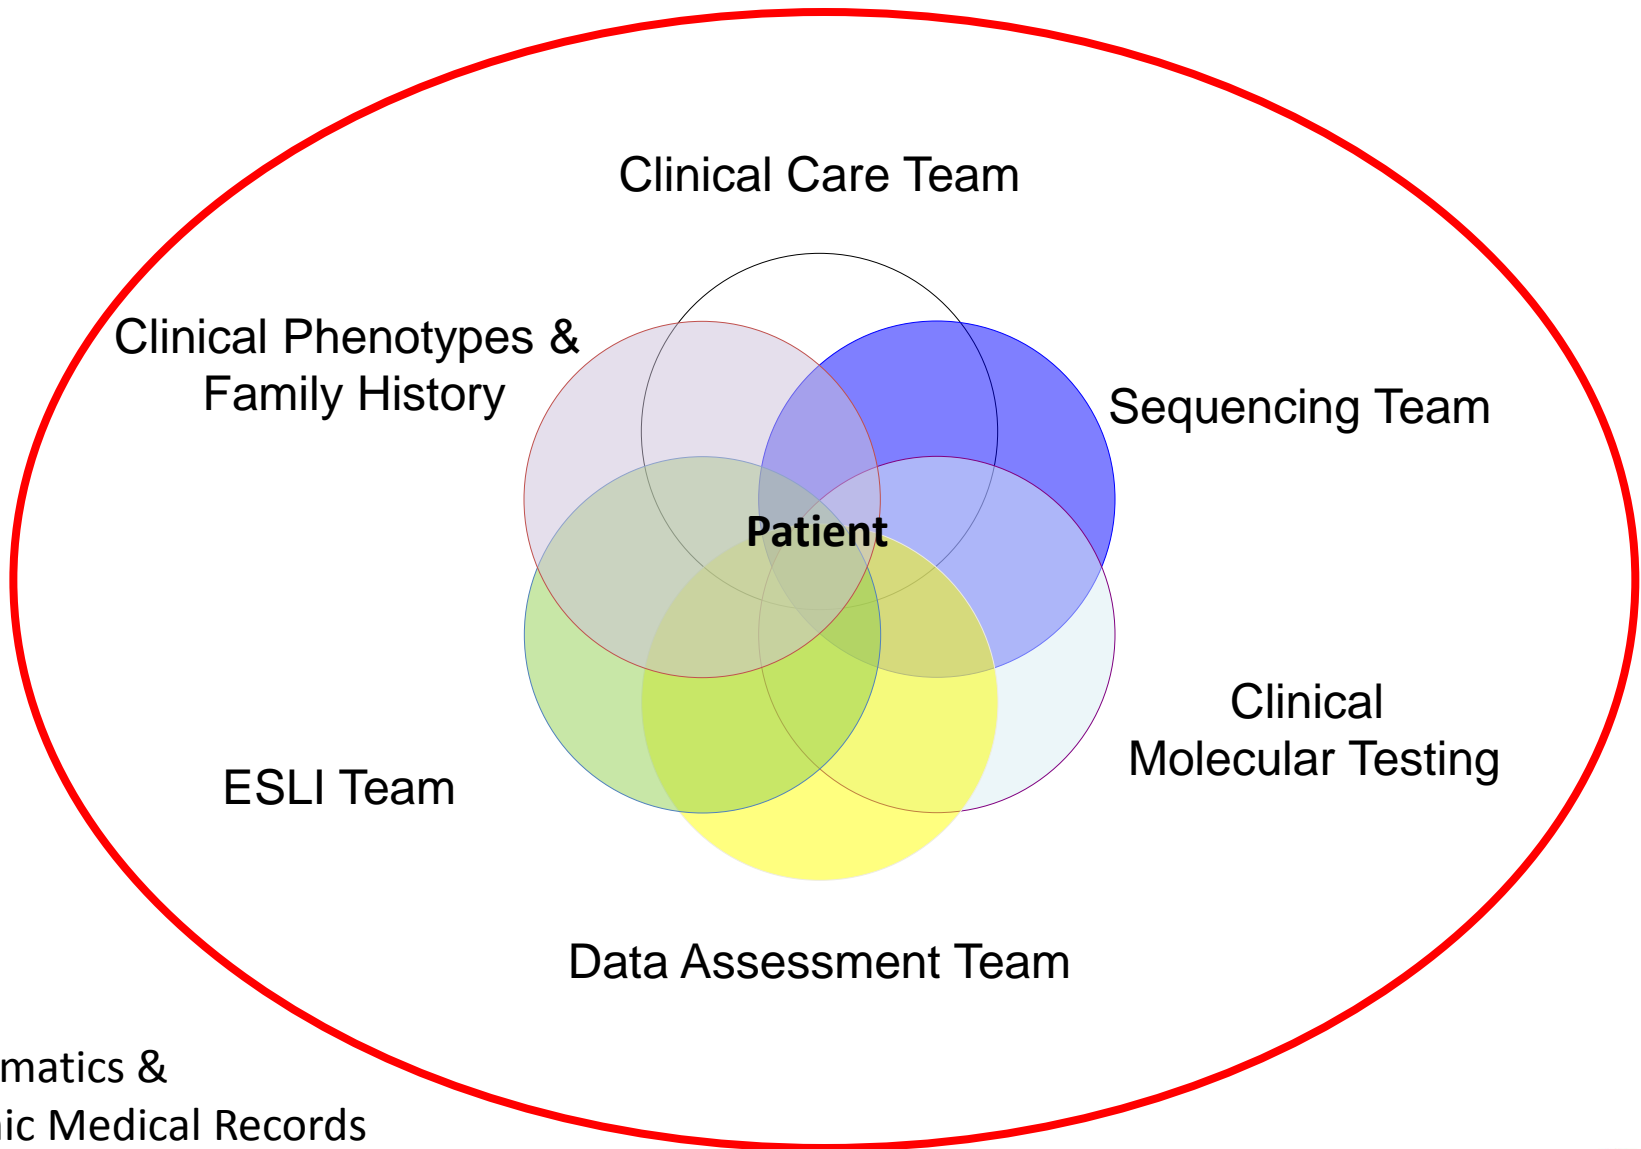 Clinical Care Team
Clinical Phenotypes &
Family History
Sequencing Team
Patient
Clinical
Molecular Testing
ESLI Team
Data Assessment Team
matics &
ic Medical Records